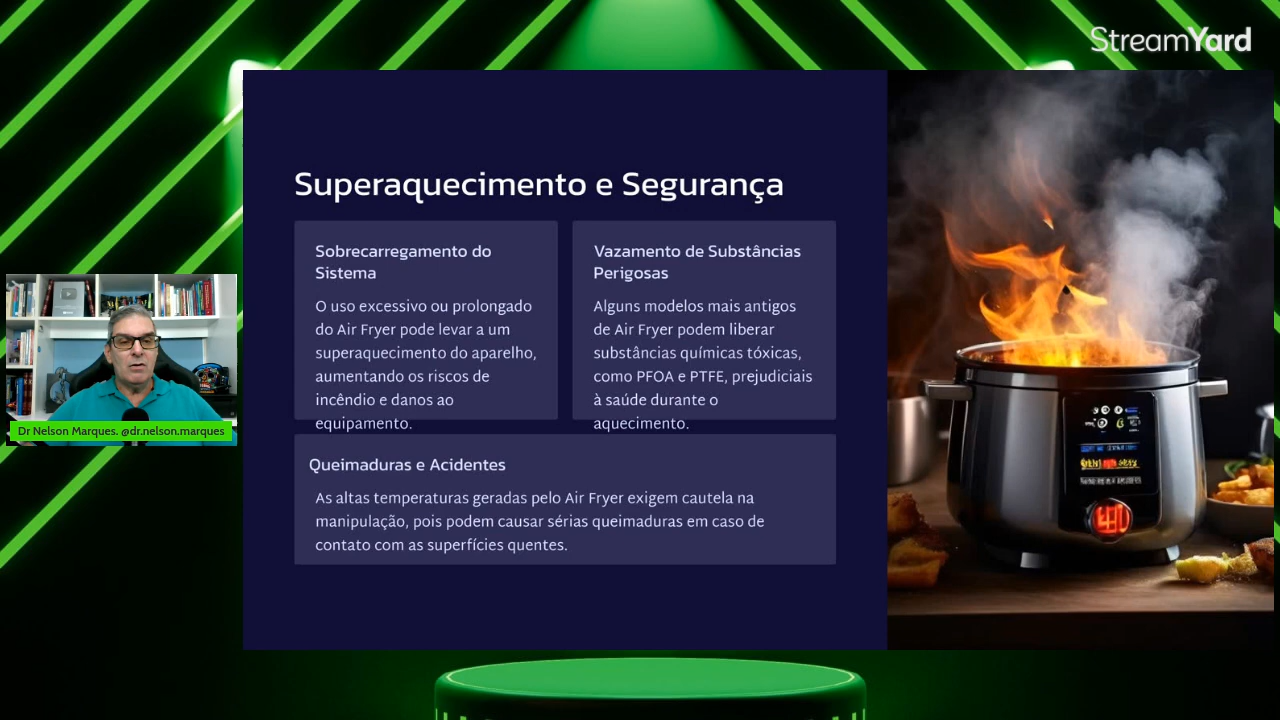 StreamYard
Superaquecimento e Segurança
Sobrecarregamento do
Sistema
O uso excessivo ou prolongado
do Air Fryer pode levar a um
superaquecimento do aparelho,
aumentando os riscos de
incêndio e danos ao
equipamento.
Vazamento de Substâncias
Perigosas
Alguns modelos mais antigos
de Air Fryer podem liberar
substâncias químicas tóxicas,
como PFOA e PTFE, prejudiciais
à saúde durante o
aquecimento.
Queimaduras e Acidentes
As altas temperaturas geradas pelo Air Fryer exigem cautela na
manipulação, pois podem causar sérias queimaduras em caso de
contato com as superfícies quentes.
Dr Nelson Marques. @dr.nelson.marques